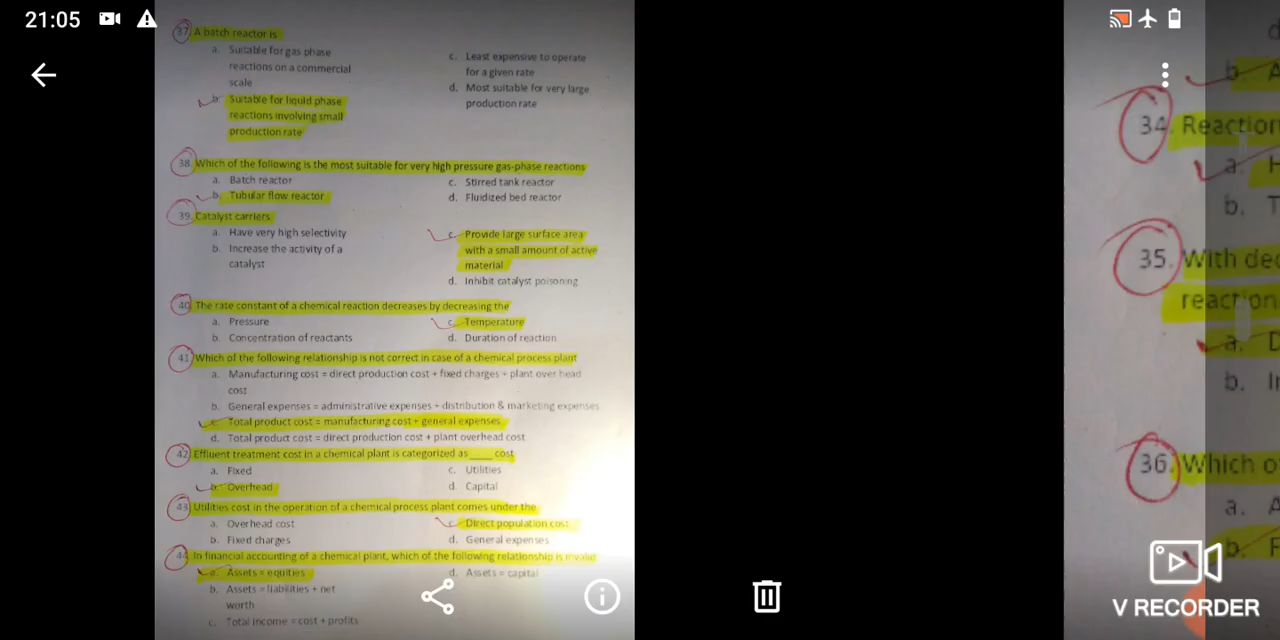 21:05
37. A batch reactor is
a. Suitable for gas phase
reactions on a commercial
scale
b. Suitable for liquid phase
reactions involving small
production rate
c. Least expensive to operate
for a given rate
d. Most suitable for very large
production rate
38. Which of the following is the most suitable for very high pressure gas-phase reactions
a. Batch reactor
b. Tubular flow reactor
c. Stirred tank reactor
d. Fluidized bed reactor
39. Catalyst carriers
a. Have very high selectivity
b. Increase the activity of a
catalyst
c. Provide large surface area
with a small amount of active
material
d. Inhibit catalyst poisoning
40. The rate constant of a chemical reaction decreases by decreasing the
a. Pressure
b. Concentration of reactants
c. Temperature
d. Duration of reaction
41. Which of the following relationship is not correct in case of a chemical process plant
a. Manufacturing cost = direct production cost + fixed charges + plant over head
cost
b. General expenses = administrative expenses + distribution & marketing expenses
c. Total product cost = manufacturing cost + general expenses
d. Total product cost = direct production cost + plant overhead cost
42. Effluent treatment cost in a chemical plant is categorized as ____ cost
a. Fixed
b. Overhead
c. Utilities
d. Capital
43. Utilities cost in the operation of a chemical process plant comes under the
a. Overhead cost
b. Fixed charges
c. Direct population cost
d. General expenses
44. In financial accounting of a chemical plant, which of the following relationship is invalid
a. Assets = equities
b. Assets = liabilities + net
worth
c. Total income = cost + profits
d. Assets = capital
b. A
34. Reaction
a. H
b. T
35. With dec
reaction
a. D
b. I
36. Which o
a. A
b. F
V RECORDER